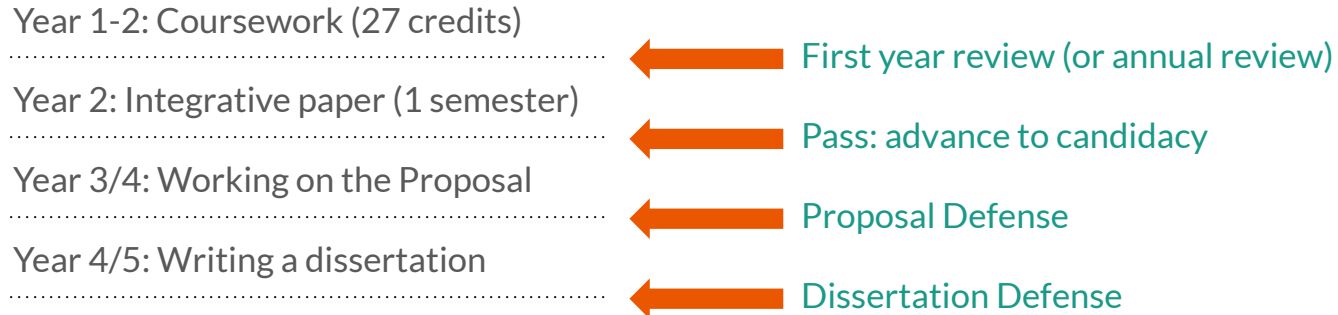 Year 1-2: Coursework (27 credits)
First year review (or annual review)
Year 2: Integrative paper (1 semester)
Pass: advance to candidacy
Year 3/4: Working on the Proposal
Proposal Defense
Year 4/5: Writing a dissertation
Dissertation Defense